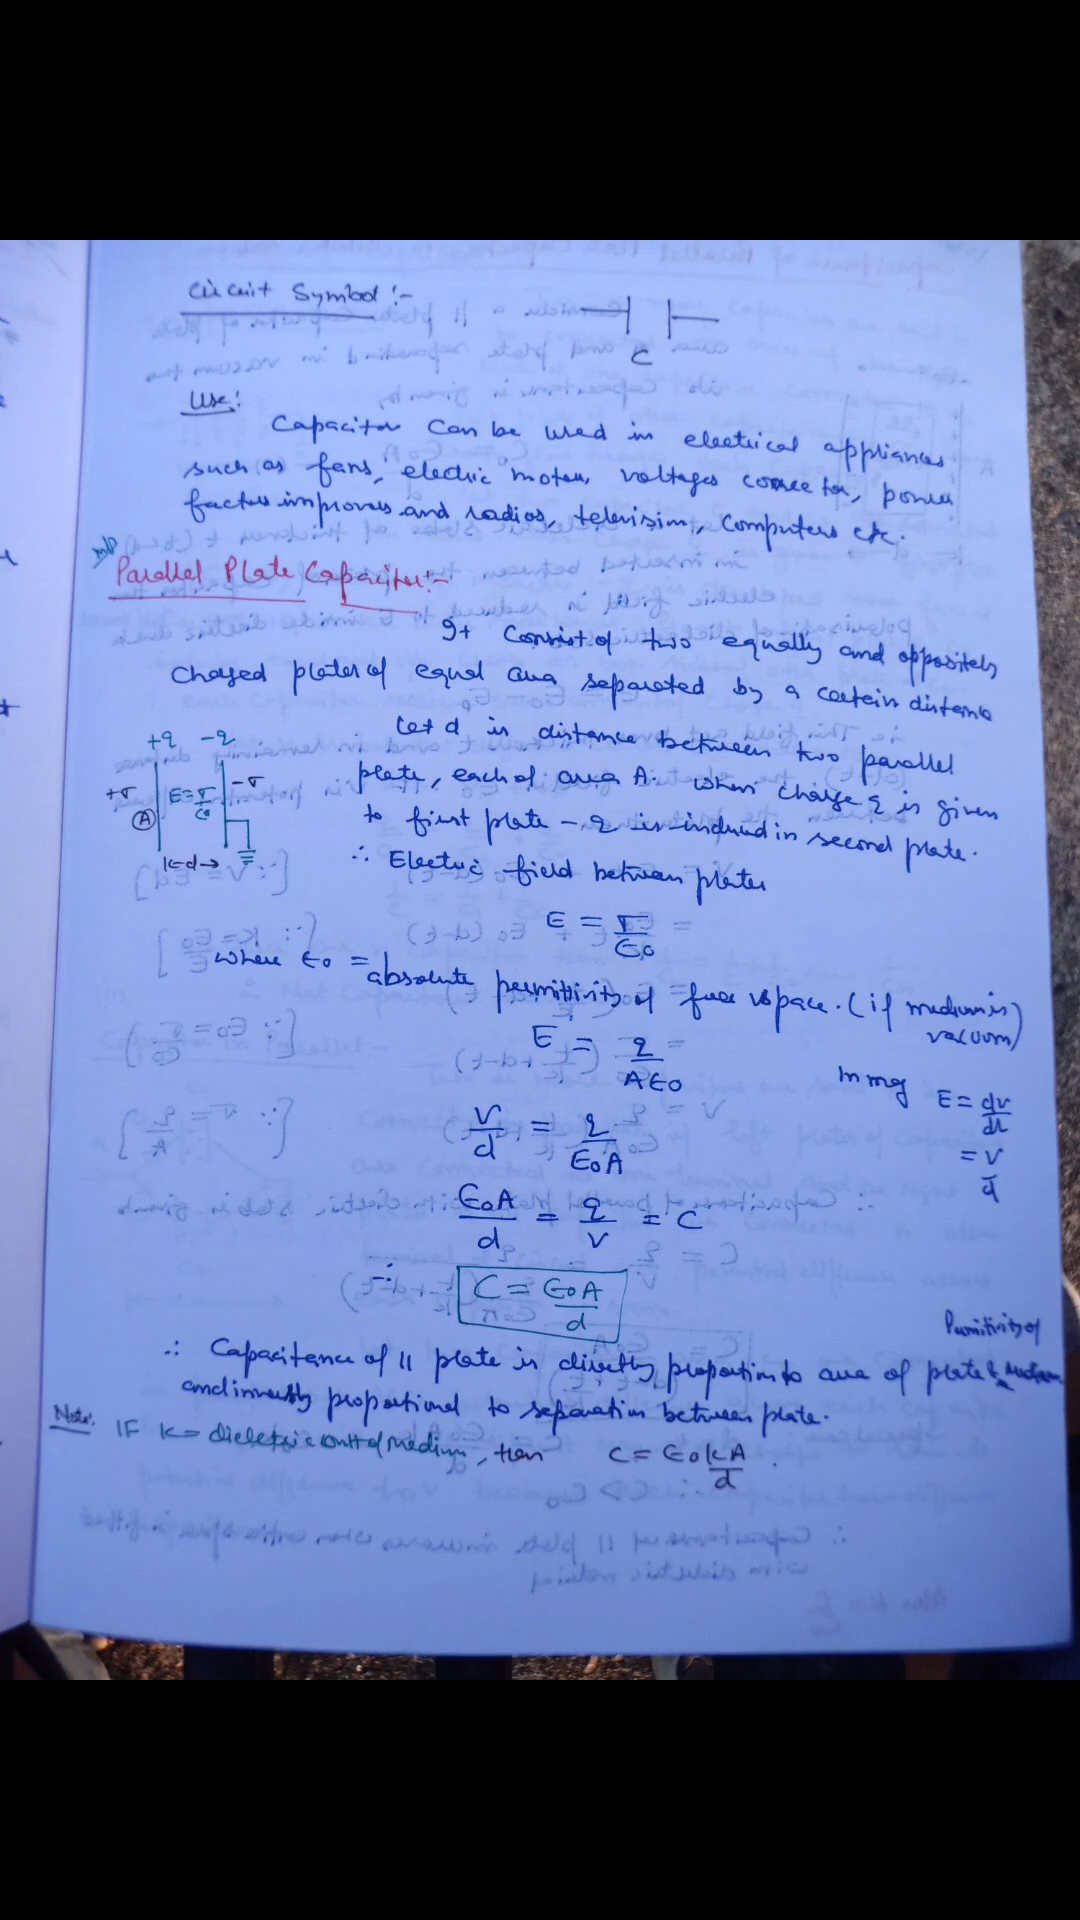 Circuit Symbol :-
C
Use:
Capacitor can be used in electrical appliances
such as fans, electric motors, voltages corrector, power
factor improves and radios, television, computers etc.
Imp
Parallel Plate Capacitor :-
It consist of two equally and oppositely
charged plates of equal area separated by a certain distance
Let d is distance between two parallel
plate, each of area A. when charge q is given
to first plate -q is induced in second plate.
+q -q
+σ E = σ/ε0 -σ
A
k-d→
∴ Electric field between plates
E = σ/ε0
where ε0 = absolute permittivity of free space. (if medium is
vacuum)
E = q/Aε0
In mg E = dv/dr
= v/d
V/d = q/ε0A
ε0A/d = q/V = C
∴ C = ε0A/d
Permittivity of
∴ Capacitance of || plate is directly proportion to area of plate & medium
and inversly proportional to separation between plate.
Note: IF k = dielectric constt of medium, then C = ε0kA/d.